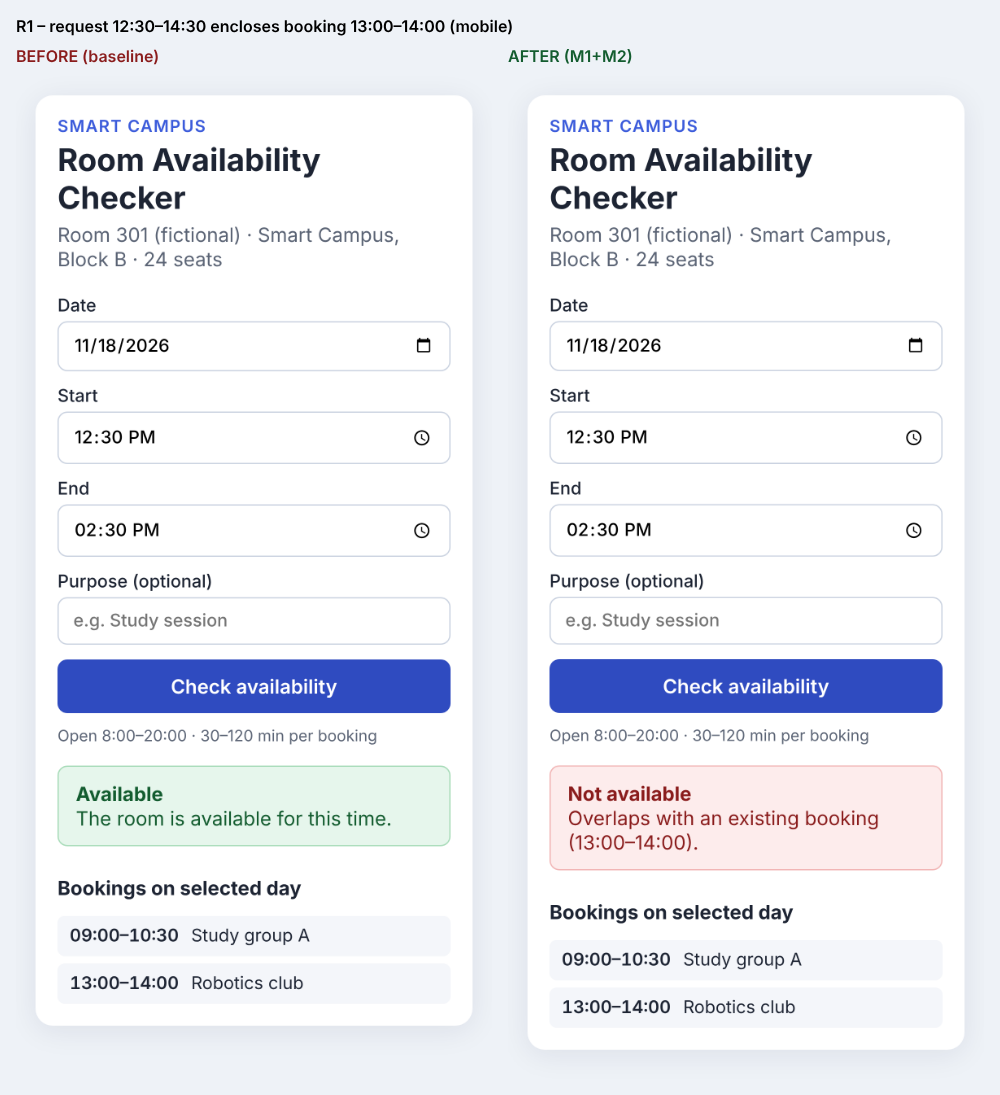 R1 – request 12:30–14:30 encloses booking 13:00–14:00 (mobile)
BEFORE (baseline)
SMART CAMPUS
Room Availability
Checker
Room 301 (fictional) · Smart Campus,
Block B · 24 seats
Date
11/18/2026
Start
12:30 PM
End
02:30 PM
Purpose (optional)
e.g. Study session
Check availability
Open 8:00–20:00 · 30–120 min per booking
Available
The room is available for this time.
Bookings on selected day
09:00–10:30 Study group A
13:00–14:00 Robotics club
AFTER (M1+M2)
SMART CAMPUS
Room Availability
Checker
Room 301 (fictional) · Smart Campus,
Block B · 24 seats
Date
11/18/2026
Start
12:30 PM
End
02:30 PM
Purpose (optional)
e.g. Study session
Check availability
Open 8:00–20:00 · 30–120 min per booking
Not available
Overlaps with an existing booking
(13:00–14:00).
Bookings on selected day
09:00–10:30 Study group A
13:00–14:00 Robotics club